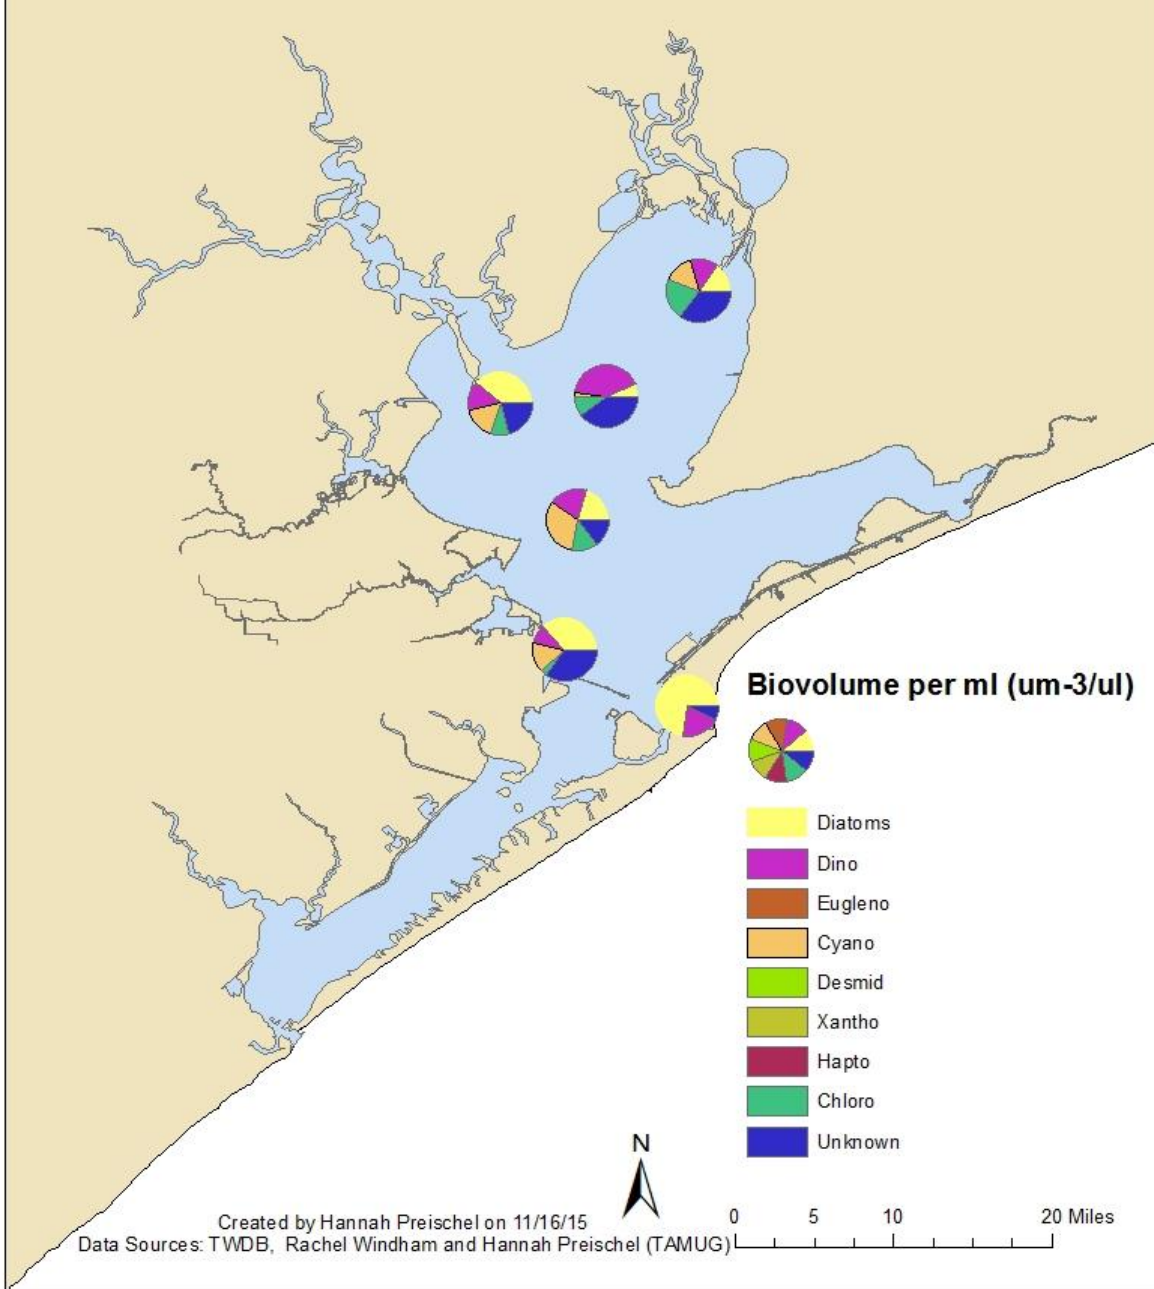 Biovolume per ml (um-3/ul)
Diatoms
Dino
Eugleno
Cyano
Desmid
Xantho
Hapto
Chloro
Unknown
N
0 5 10 20 Miles
Created by Hannah Preischel on 11/16/15
Data Sources: TWDB, Rachel Windham and Hannah Preischel (TAMUG)